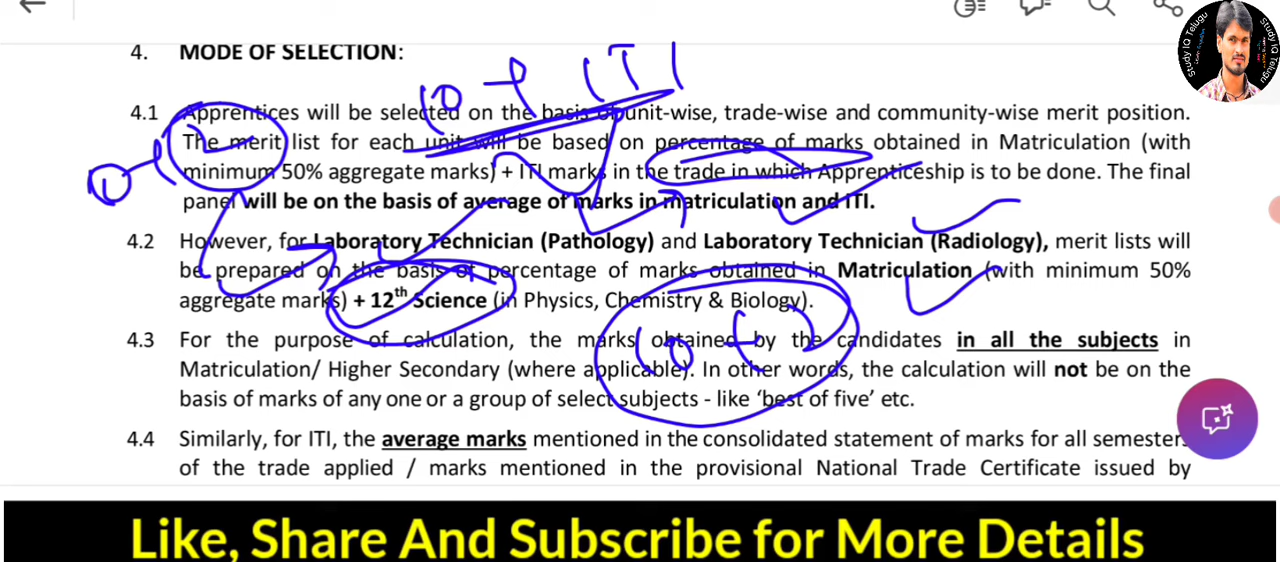 4. MODE OF SELECTION:
10 + ITI
4.1 Apprentices will be selected on the basis of unit-wise, trade-wise and community-wise merit position.
The merit list for each unit will be based on percentage of marks obtained in Matriculation (with
minimum 50% aggregate marks) + ITI marks in the trade in which Apprenticeship is to be done. The final
panel will be on the basis of average of marks in matriculation and ITI.
10+2
4.2 However, for Laboratory Technician (Pathology) and Laboratory Technician (Radiology), merit lists will
be prepared on the basis of percentage of marks obtained in Matriculation (with minimum 50%
aggregate marks) + 12th Science (in Physics, Chemistry & Biology).
10+2
4.3 For the purpose of calculation, the marks obtained by the candidates in all the subjects in
Matriculation/ Higher Secondary (where applicable). In other words, the calculation will not be on the
basis of marks of any one or a group of select subjects - like ‘best of five’ etc.
4.4 Similarly, for ITI, the average marks mentioned in the consolidated statement of marks for all semester
of the trade applied / marks mentioned in the provisional National Trade Certificate issued by
Like, Share And Subscribe for More Details
Study IQ Telugu
Study IQ Telugu